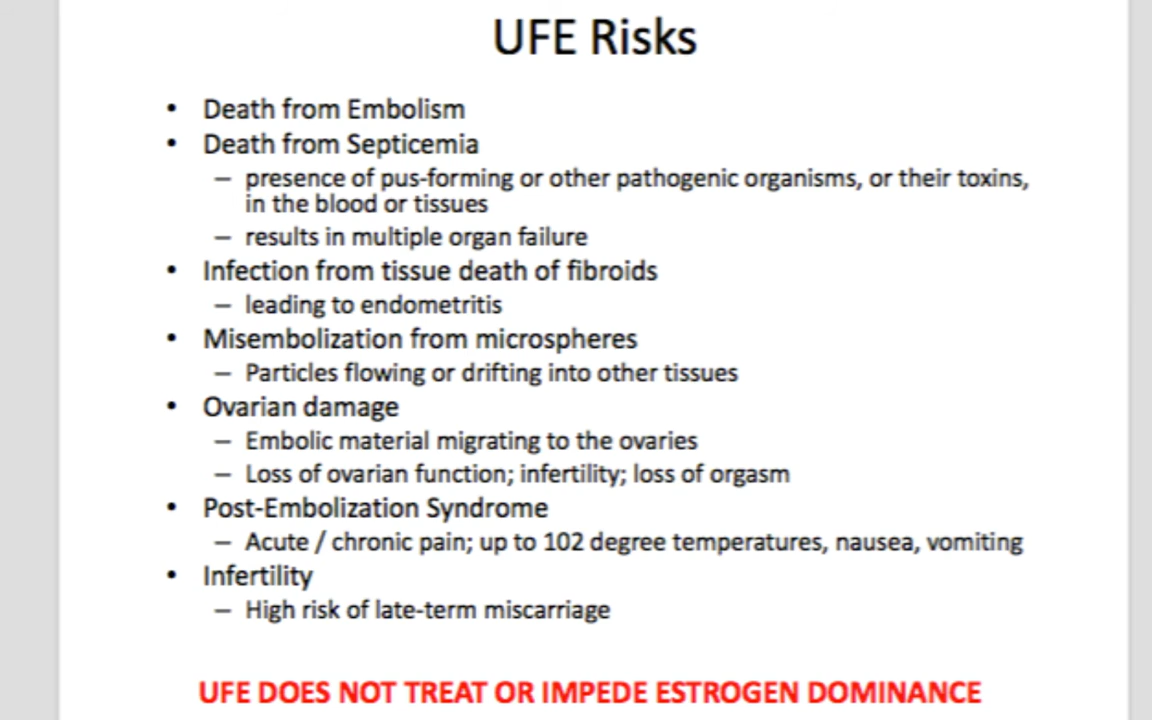 UFE Risks
• Death from Embolism
• Death from Septicemia
– presence of pus-forming or other pathogenic organisms, or their toxins,
in the blood or tissues
– results in multiple organ failure
• Infection from tissue death of fibroids
– leading to endometritis
• Misembolization from microspheres
– Particles flowing or drifting into other tissues
• Ovarian damage
– Embolic material migrating to the ovaries
– Loss of ovarian function; infertility; loss of orgasm
• Post-Embolization Syndrome
– Acute / chronic pain; up to 102 degree temperatures, nausea, vomiting
• Infertility
– High risk of late-term miscarriage
UFE DOES NOT TREAT OR IMPEDE ESTROGEN DOMINANCE